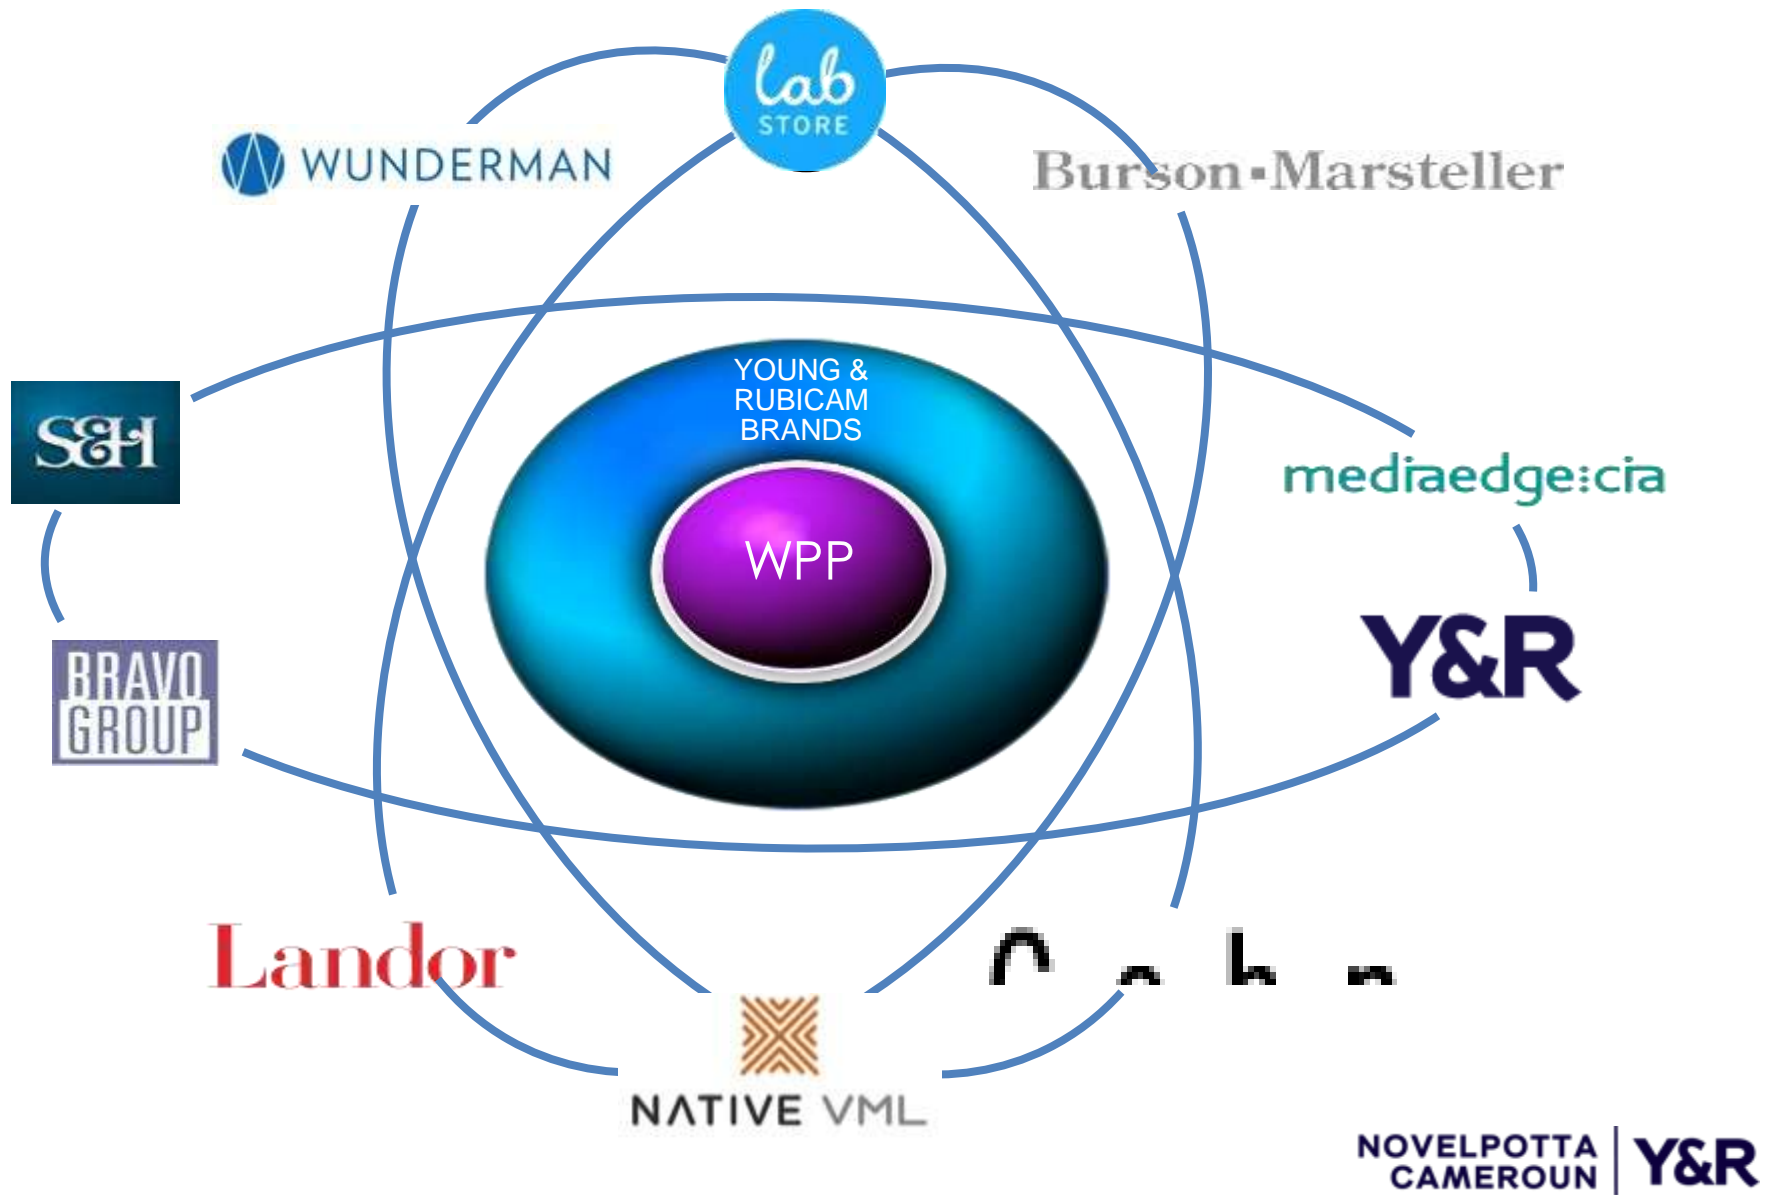 lab
STORE
WUNDERMAN
Burson-Marsteller
YOUNG &
RUBICAM
BRANDS
S&H
mediaedge:cia
WPP
Y&R
BRAVO
GROUP
Landor
NATIVE VML
NOVELPOTTA
CAMEROUN
Y&R